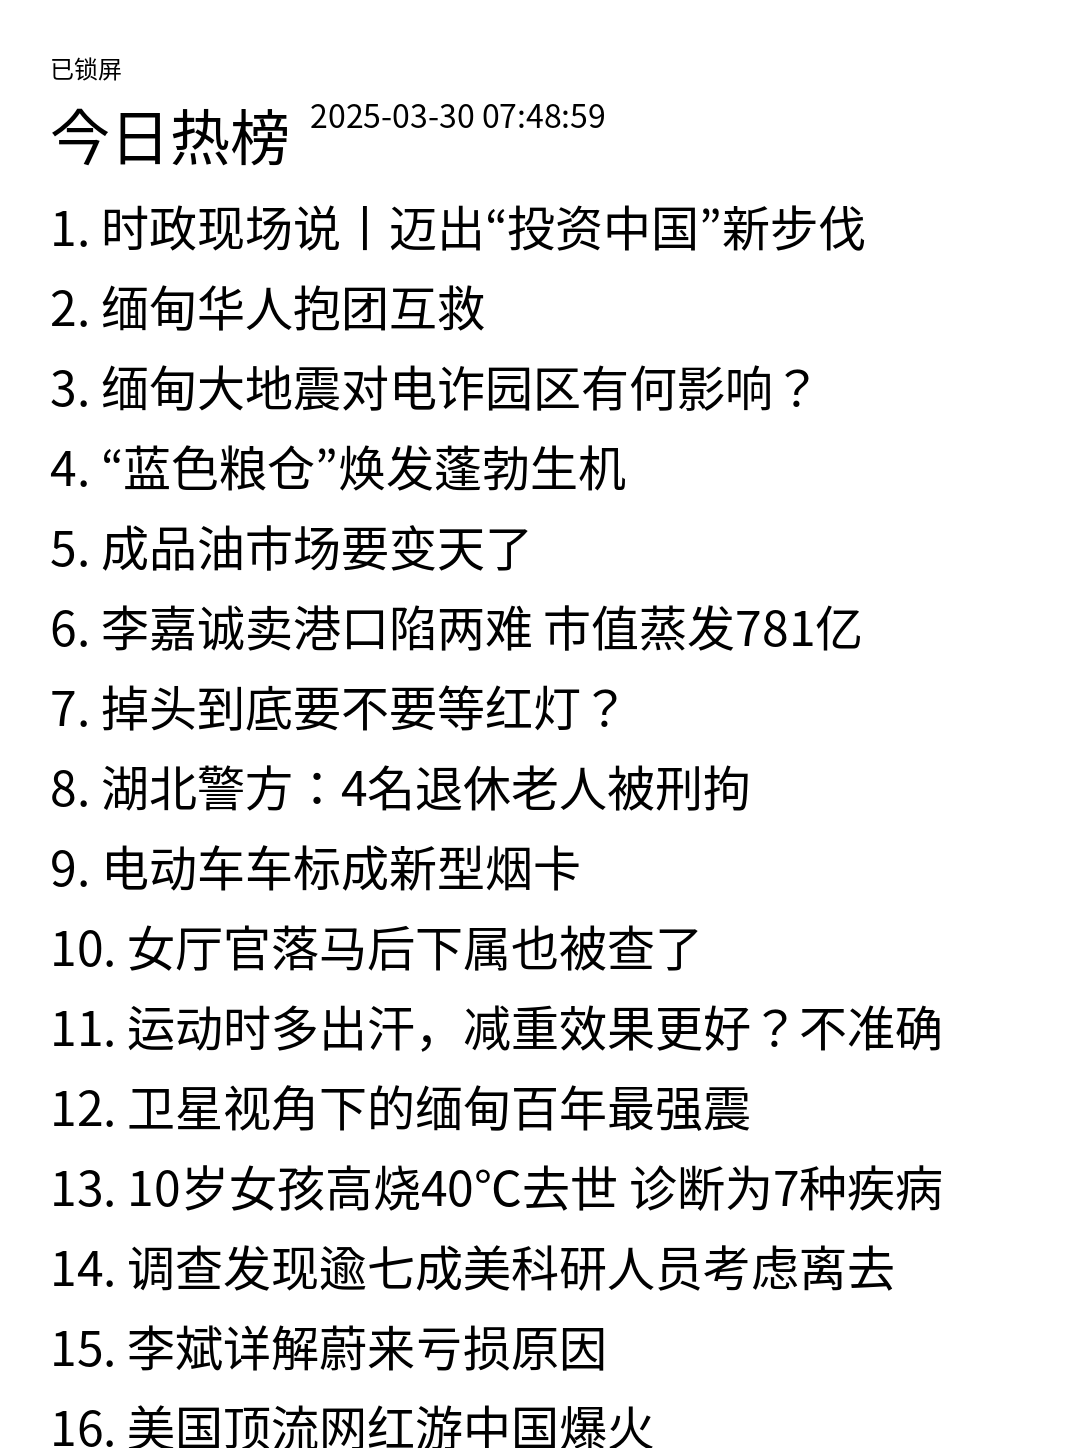 已锁屏
今日热榜 2025-03-30 07:48:59
1. 时政现场说丨迈出“投资中国”新步伐
2. 缅甸华人抱团互救
3. 缅甸大地震对电诈园区有何影响？
4. “蓝色粮仓”焕发蓬勃生机
5. 成品油市场要变天了
6. 李嘉诚卖港口陷两难 市值蒸发781亿
7. 掉头到底要不要等红灯？
8. 湖北警方：4名退休老人被刑拘
9. 电动车车标成新型烟卡
10. 女厅官落马后下属也被查了
11. 运动时多出汗，减重效果更好？不准确
12. 卫星视角下的缅甸百年最强震
13. 10岁女孩高烧40℃去世 诊断为7种疾病
14. 调查发现逾七成美科研人员考虑离去
15. 李斌详解蔚来亏损原因
16. 美国顶流网红游中国爆火